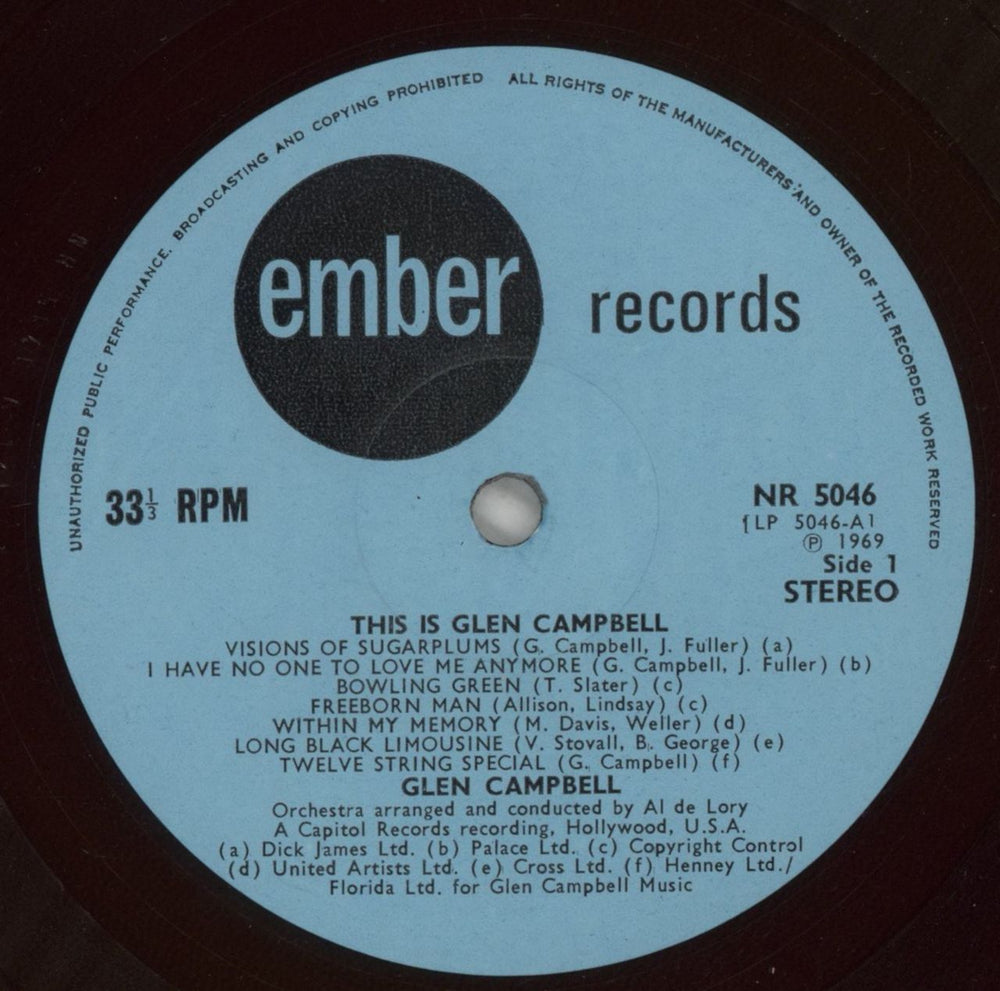 UNAUTHORIZED PUBLIC PERFORMANCE. BROADCASTING AND COPYING PROHIBITED
ALL RIGHTS OF THE MANUFACTURERS AND OWNER OF THE RECORDED WORK RESERVED
ember records
33 1/3 RPM
NR 5046
(LP 5046-A)
℗ 1969
Side 1
STEREO
THIS IS GLEN CAMPBELL
VISIONS OF SUGARPLUMS (G. Campbell, J. Fuller) (a)
I HAVE NO ONE TO LOVE ME ANYMORE (G. Campbell, J. Fuller) (b)
BOWLING GREEN (T. Slater) (c)
FREEBORN MAN (Allison, Lindsay) (c)
WITHIN MY MEMORY (M. Davis, Weller) (d)
LONG BLACK LIMOUSINE (V. Stovall, B. George) (e)
TWELVE STRING SPECIAL (G. Campbell) (f)
GLEN CAMPBELL
Orchestra arranged and conducted by Al de Lory
A Capitol Records recording, Hollywood, U.S.A.
(a) Dick James Ltd. (b) Palace Ltd. (c) Copyright Control
(d) United Artists Ltd. (e) Cross Ltd. (f) Henney Ltd./
Florida Ltd. for Glen Campbell Music